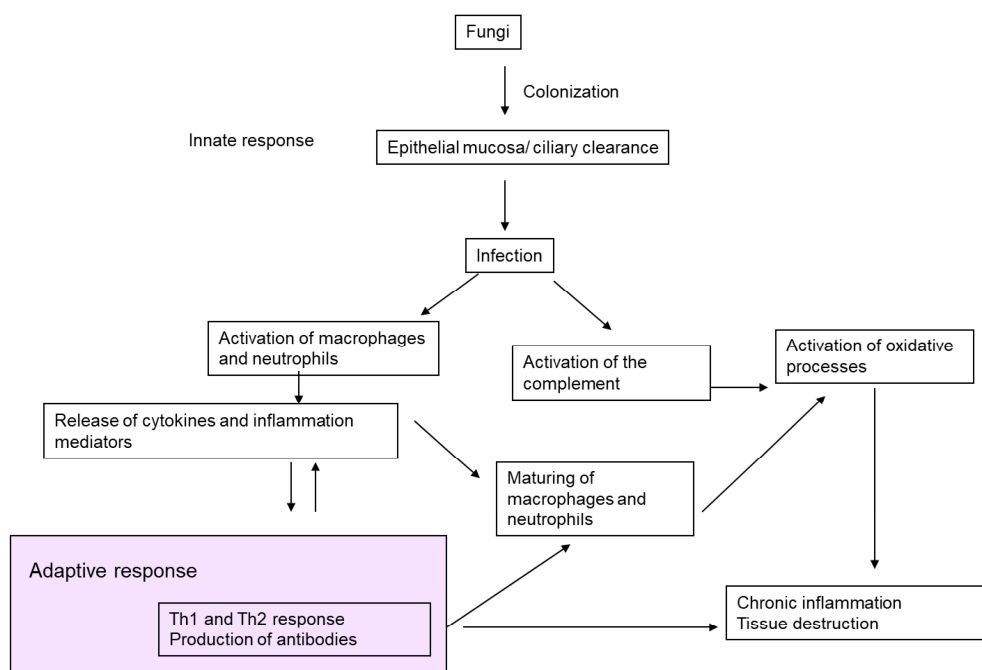 Fungi
Colonization
Innate response
Epithelial mucosa/ ciliary clearance
Infection
Activation of macrophages
and neutrophils
Activation of the
complement
Activation of oxidative
processes
Release of cytokines and inflammation
mediators
Maturing of
macrophages and
neutrophils
Adaptive response
Th1 and Th2 response
Production of antibodies
Chronic inflammation
Tissue destruction